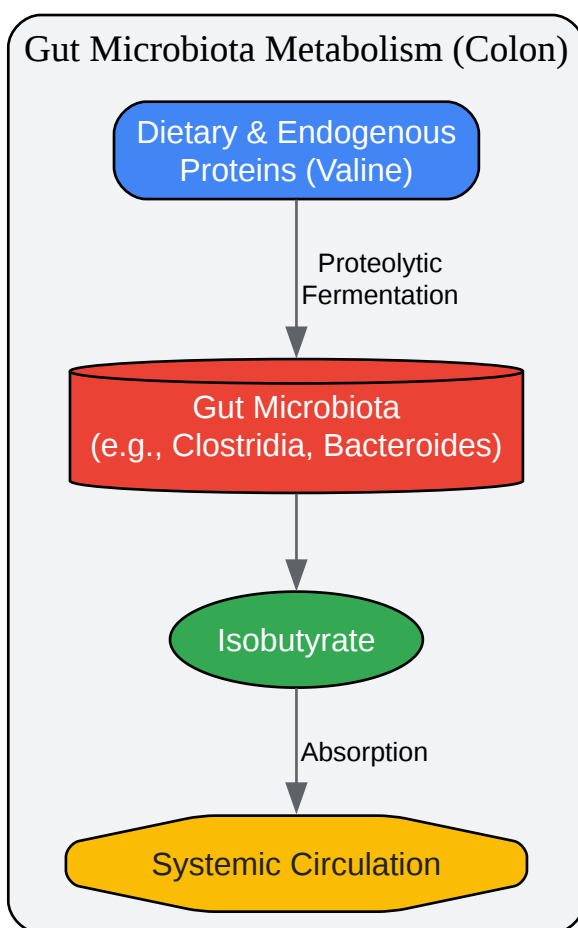 Gut Microbiota Metabolism (Colon)
Dietary & Endogenous
Proteins (Valine)
Proteolytic
Fermentation
Gut Microbiota
(e.g., Clostridia, Bacteroides)
Isobutyrate
Absorption
Systemic Circulation